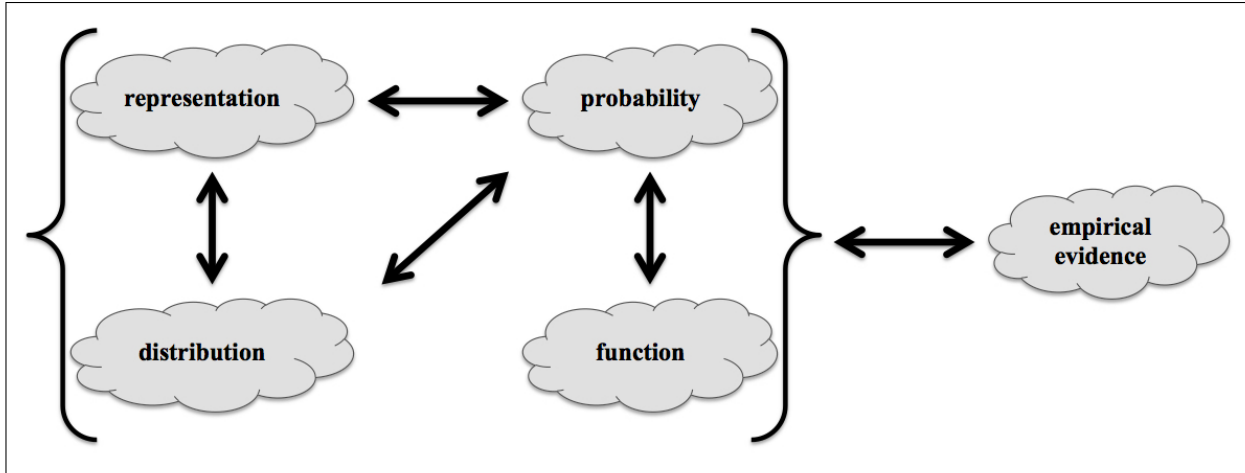 representation
probability
distribution
function
empirical
evidence